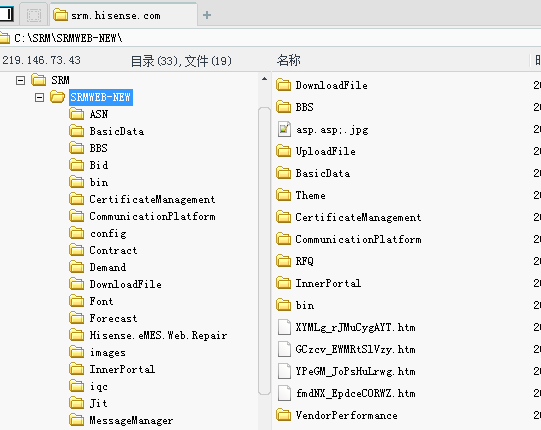 srm.hisense.com
C:\SRM\SRMWEB-NEW\
219.146.73.43
目录(33),文件(19)
名称
SRM
SRMWEB-NEW
ASN
BasicData
BBS
Bid
bin
CertificateManagement
CommunicationPlatform
config
Contract
Demand
DownloadFile
Font
Forecast
Hisense.eMES.Web.Repair
images
InnerPortal
iqc
Jit
MessageManager
DownloadFile
BBS
asp.asp;.jpg
UploadFile
BasicData
Theme
CertificateManagement
CommunicationPlatform
RFQ
InnerPortal
bin
XYMLg_rJMuCygAYT.htm
GCzcv_EWMRtSlVzy.htm
YPeGM_JoPsHuLrwg.htm
fmdNX_EpdceCORWZ.htm
VendorPerformance